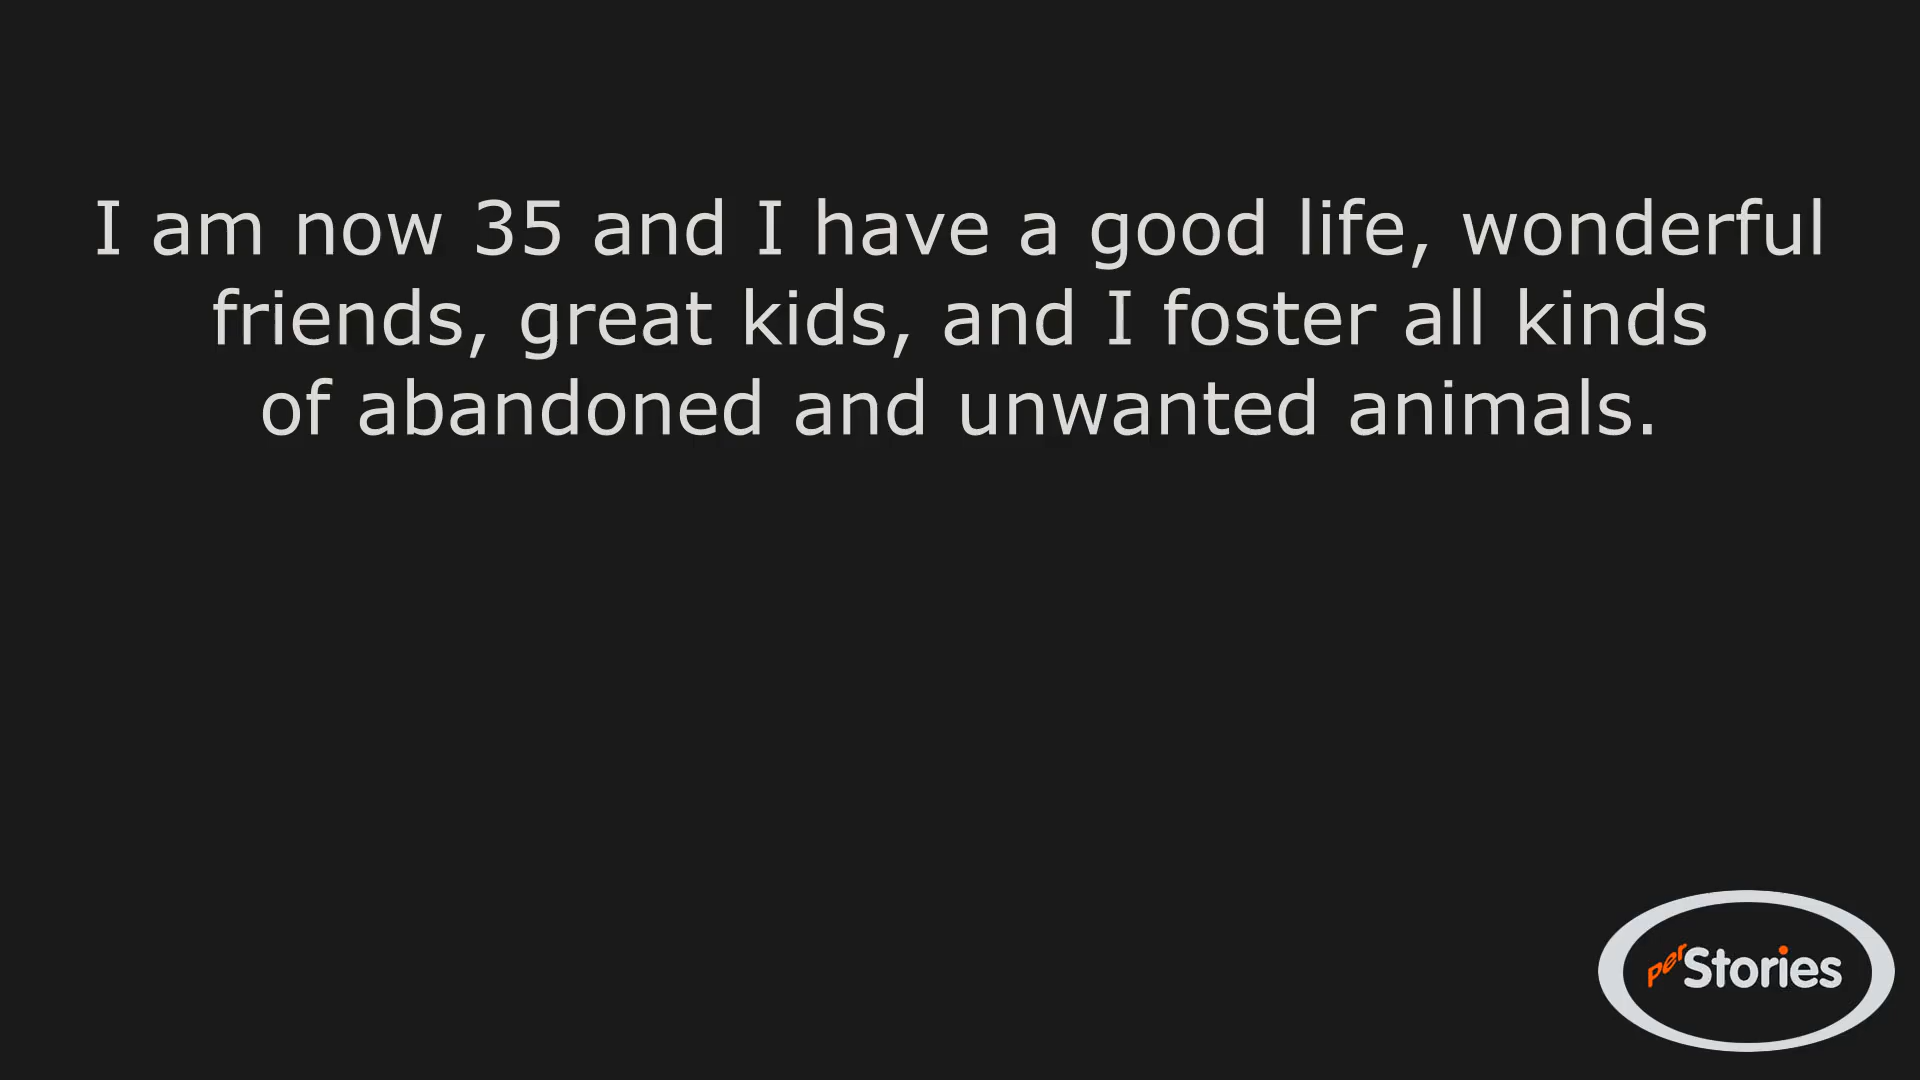 I am now 35 and I have a good life, wonderful
friends, great kids, and I foster all kinds
of abandoned and unwanted animals.
perStories